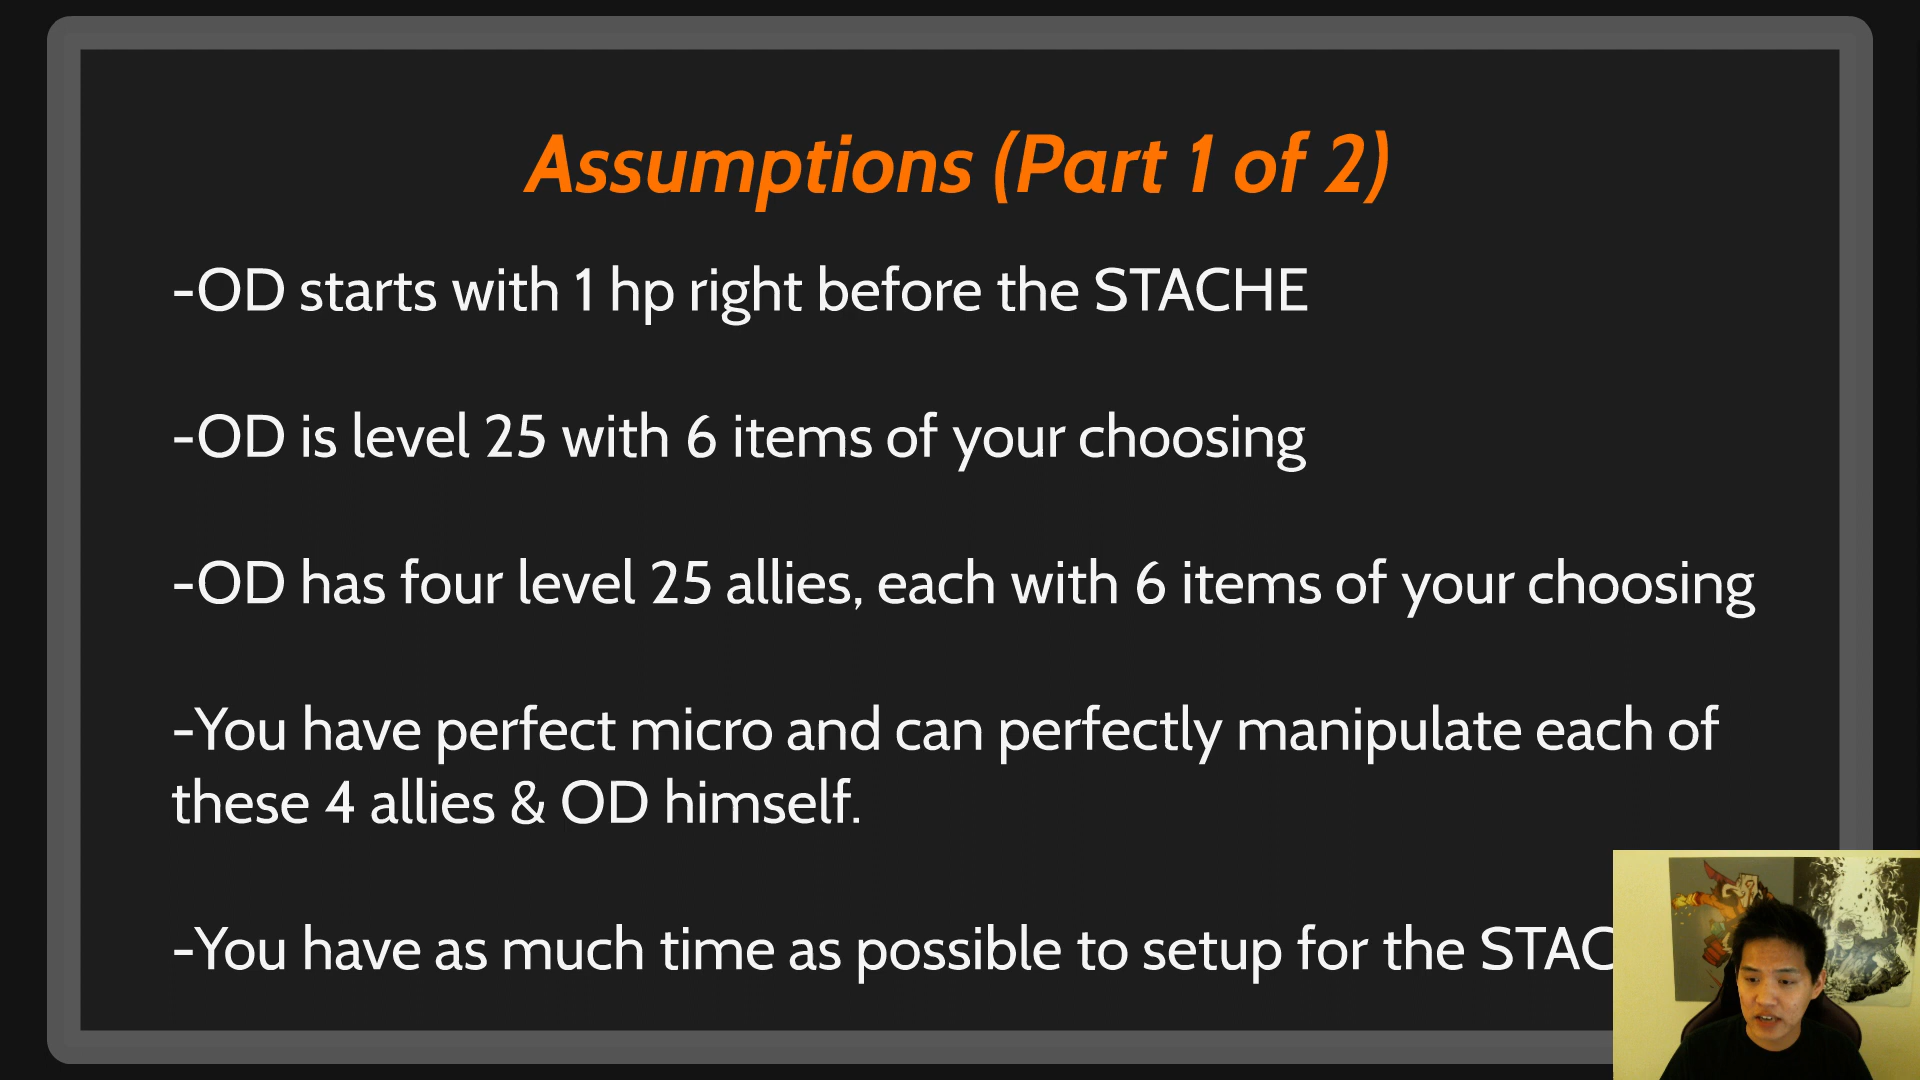 Assumptions (Part 1 of 2)
-OD starts with 1 hp right before the STACHE
-OD is level 25 with 6 items of your choosing
-OD has four level 25 allies, each with 6 items of your choosing
-You have perfect micro and can perfectly manipulate each of
these 4 allies & OD himself.
-You have as much time as possible to setup for the STAC